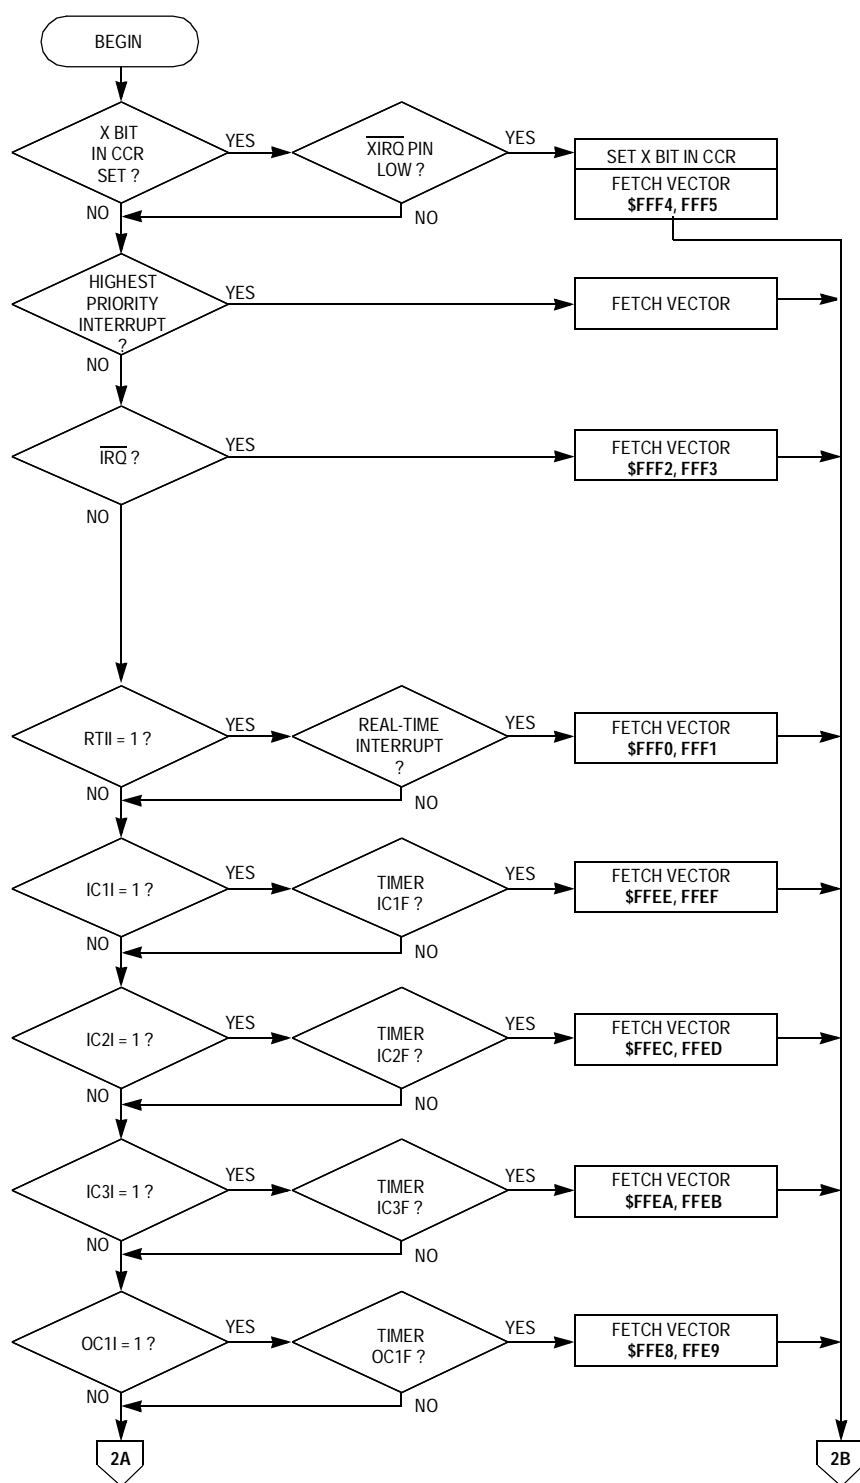 BEGIN
X BIT
IN CCR
SET ?
YES
XIRQ PIN
LOW ?
YES
SET X BIT IN CCR
FETCH VECTOR
$FFF4, FFF5
NO
NO
HIGHEST
PRIORITY
INTERRUPT
?
YES
FETCH VECTOR
NO
IRQ ?
YES
FETCH VECTOR
$FFF2, FFF3
NO
RTII = 1 ?
YES
REAL-TIME
INTERRUPT
?
YES
FETCH VECTOR
$FFF0, FFF1
NO
NO
IC1I = 1 ?
YES
TIMER
IC1F ?
YES
FETCH VECTOR
$FFEE, FFEF
NO
NO
IC2I = 1 ?
YES
TIMER
IC2F ?
YES
FETCH VECTOR
$FFEC, FFED
NO
NO
IC3I = 1 ?
YES
TIMER
IC3F ?
YES
FETCH VECTOR
$FFEA, FFEB
NO
NO
OC1I = 1 ?
YES
TIMER
OC1F ?
YES
FETCH VECTOR
$FFE8, FFE9
NO
NO
2A
2B